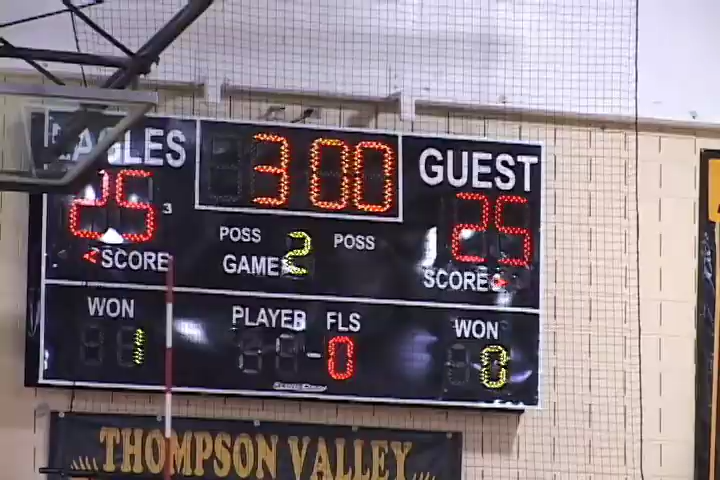 EAGLES 3 00 GUEST
25 25
POSS 2 POSS
SCORE GAME SCORE
WON PLAYER FLS WON
1 -0 0
THOMPSON VALLEY